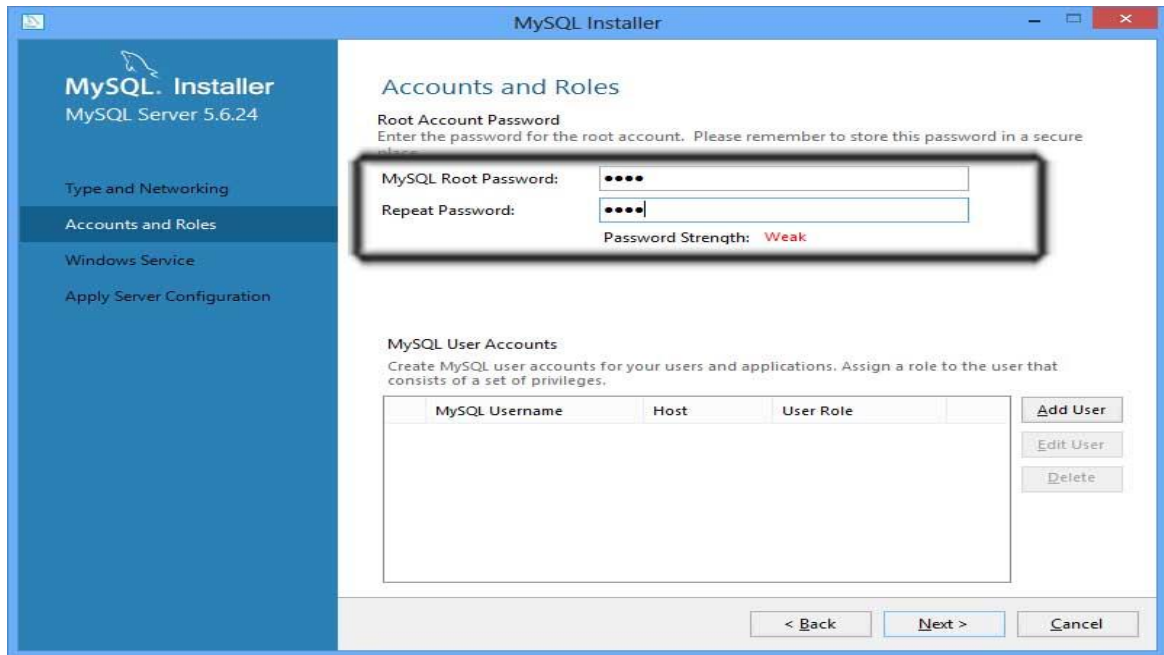 MySQL Installer
MySQL. Installer
MySQL Server 5.6.24
Type and Networking
Accounts and Roles
Windows Service
Apply Server Configuration
Accounts and Roles
Root Account Password
Enter the password for the root account. Please remember to store this password in a secure
MySQL Root Password: ••••
Repeat Password: ••••
Password Strength: Weak
MySQL User Accounts
Create MySQL user accounts for your users and applications. Assign a role to the user that
consists of a set of privileges.
MySQL Username Host User Role
Add User
Edit User
Delete
< Back Next > Cancel